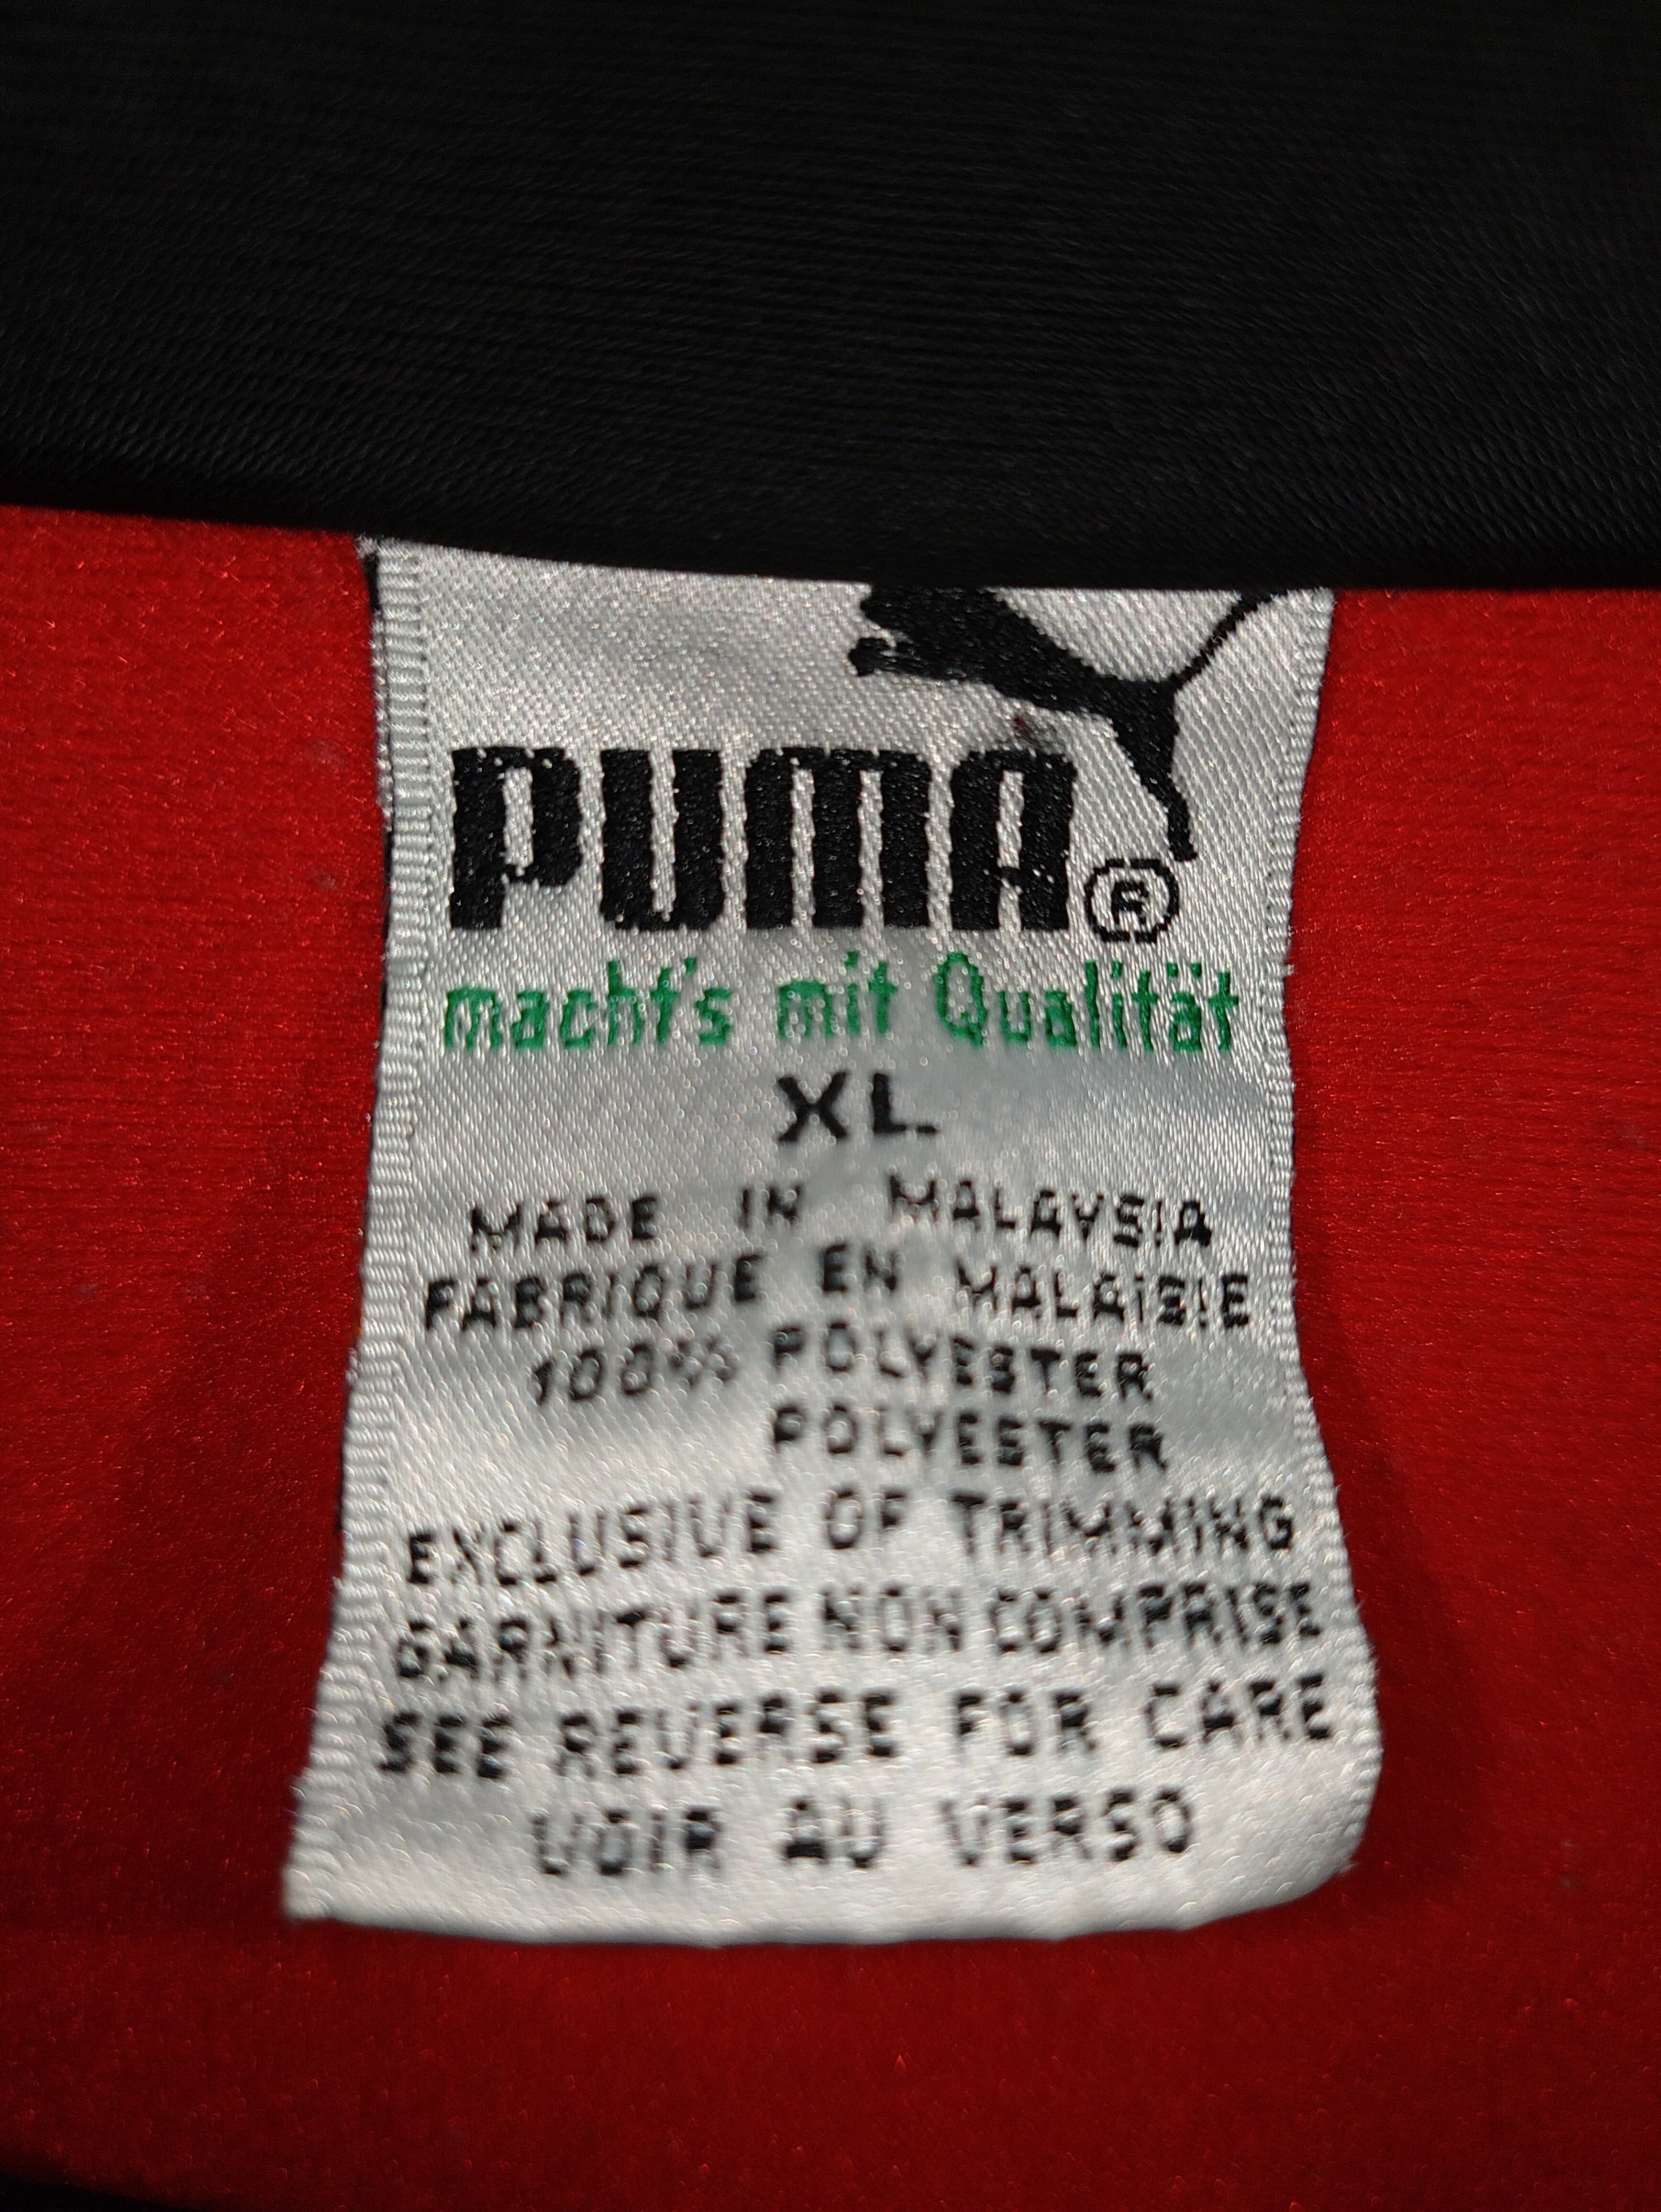 PUMA®
macht's mit Qualität
XL
MADE IN MALAYSIA
FABRIQUE EN MALAISIE
100% POLYESTER
POLYESTER
EXCLUSIVE OF TRIMMING
GARNITURE NON COMPRISE
SEE REVERSE FOR CARE
VOIR AU VERSO